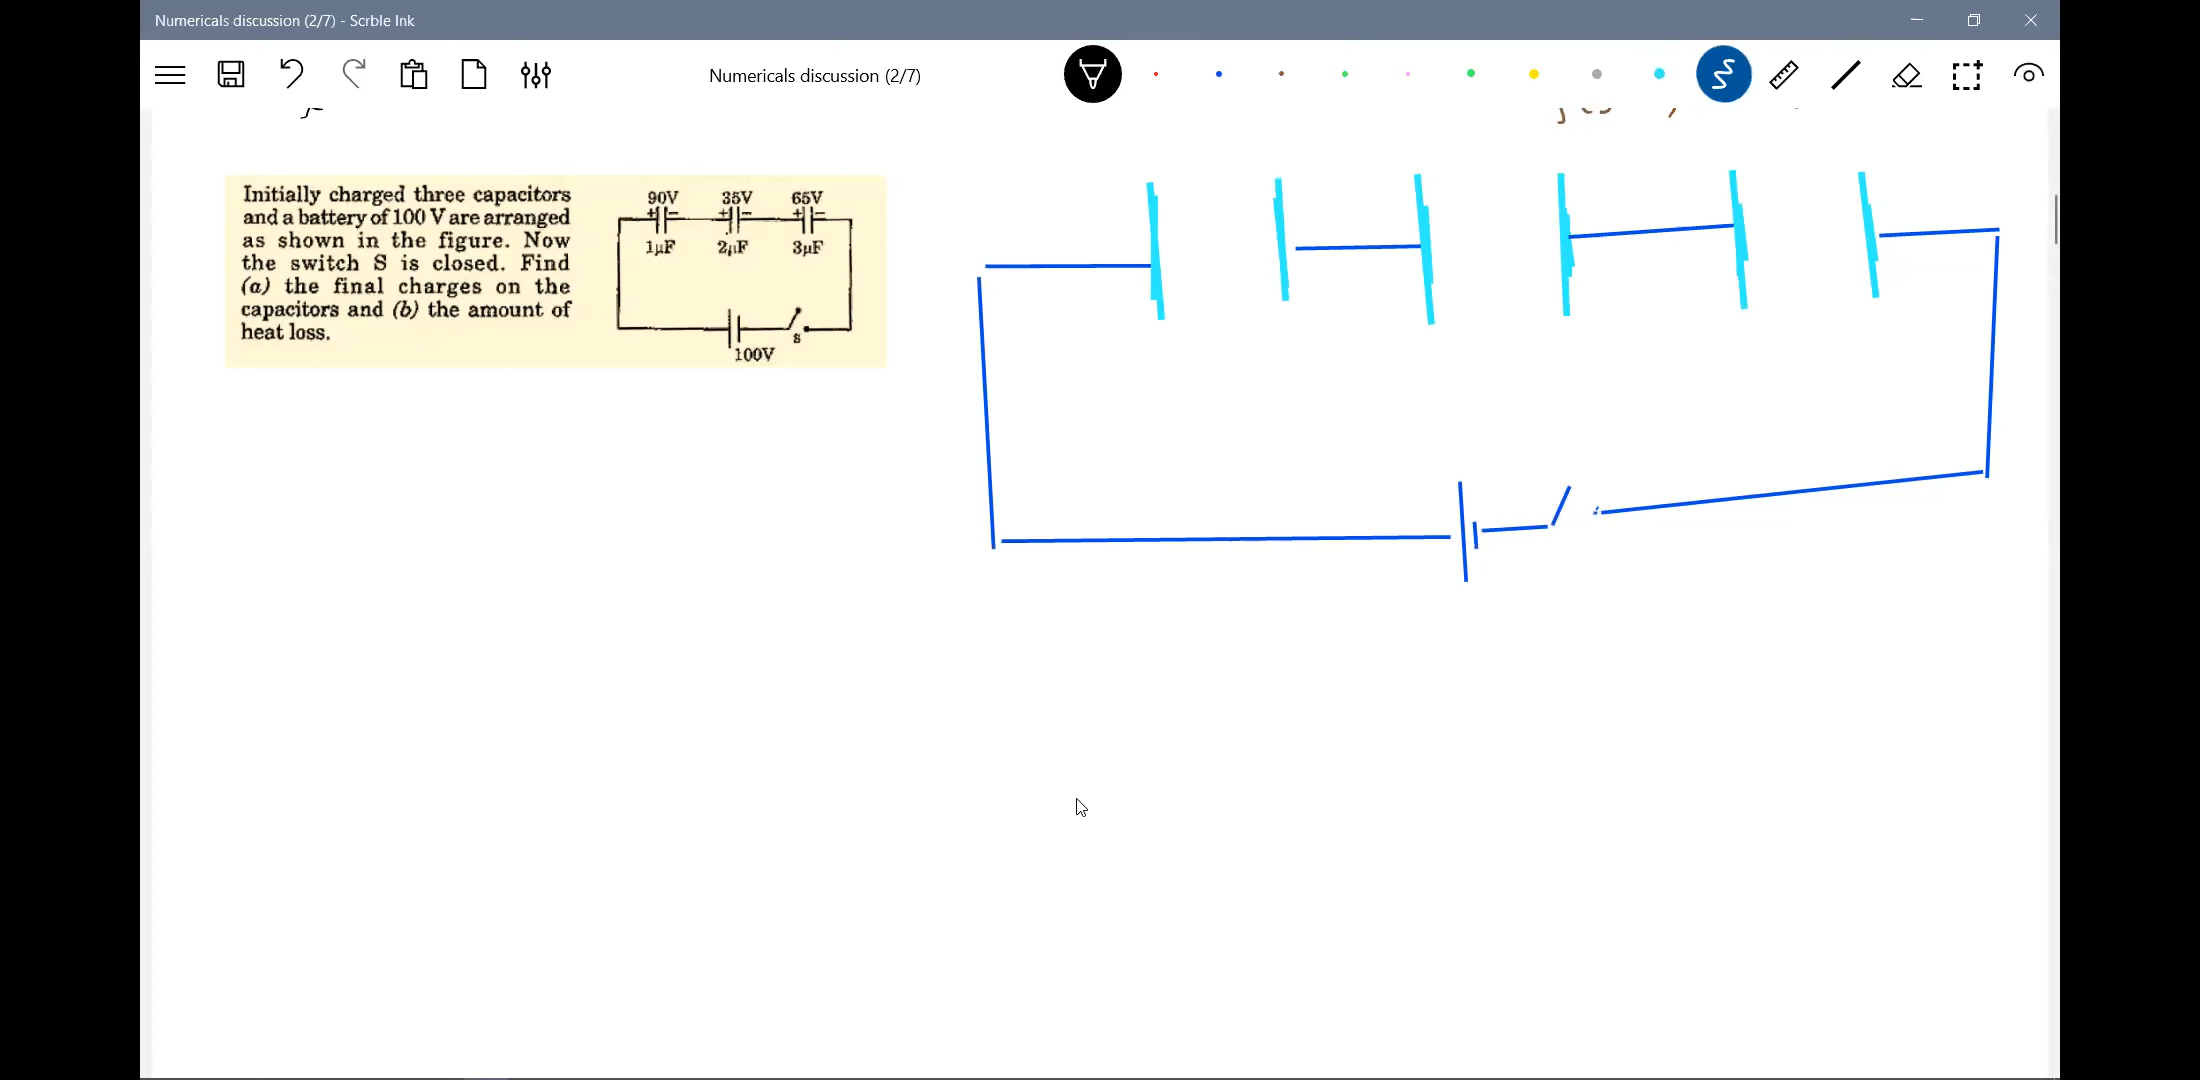 Numericals discussion (2/7) - Scrble Ink
Numericals discussion (2/7)
Initially charged three capacitors
and a battery of 100 V are arranged
as shown in the figure. Now
the switch S is closed. Find
(a) the final charges on the
capacitors and (b) the amount of
heat loss.
90V 35V 65V
+ - + - + -
1μF 2μF 3μF
S
100V